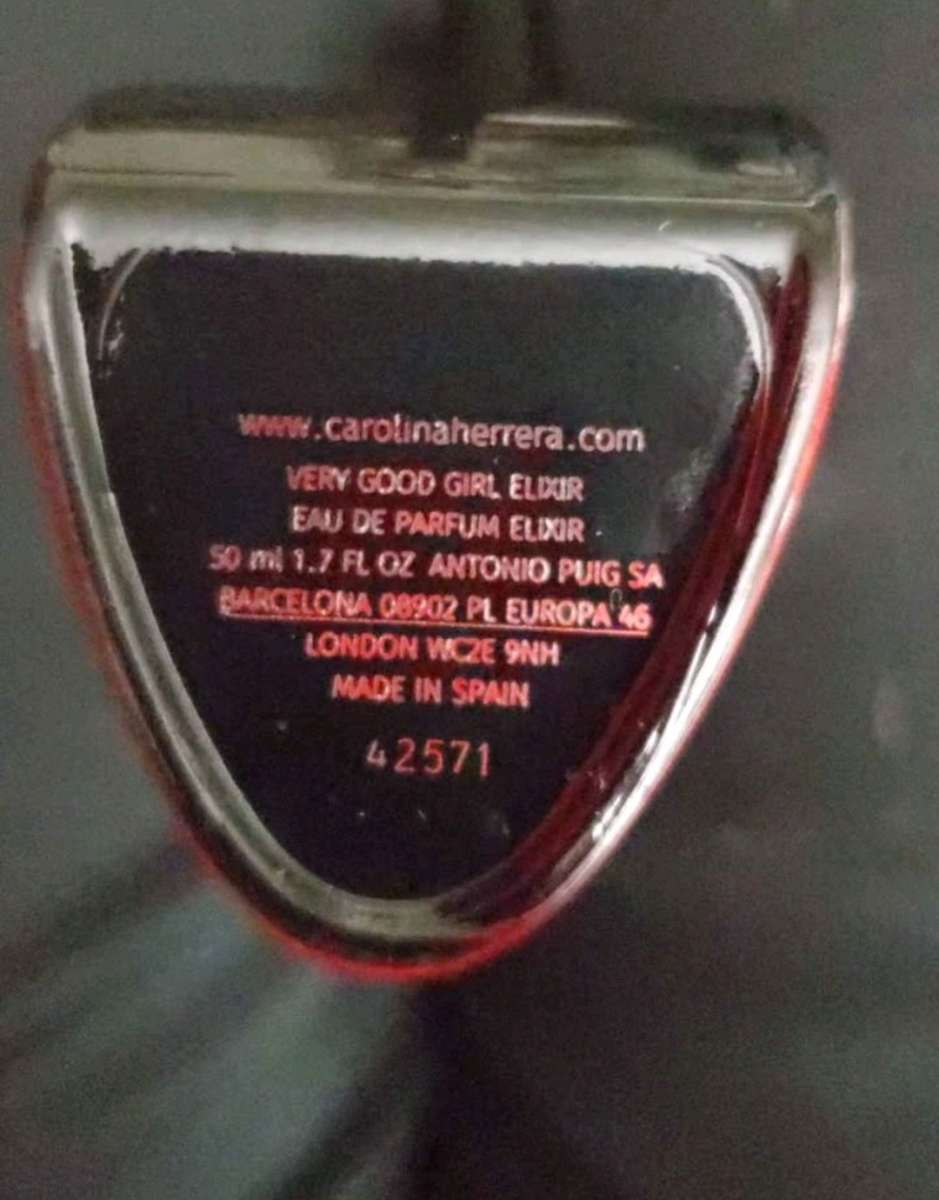 www.carolinaherrera.com
VERY GOOD GIRL ELIXIR
EAU DE PARFUM ELIXIR
50 ml 1.7 FL OZ ANTONIO PUIG SA
BARCELONA 08902 PL EUROPA 46
LONDON WC2E 9NH
MADE IN SPAIN
42571